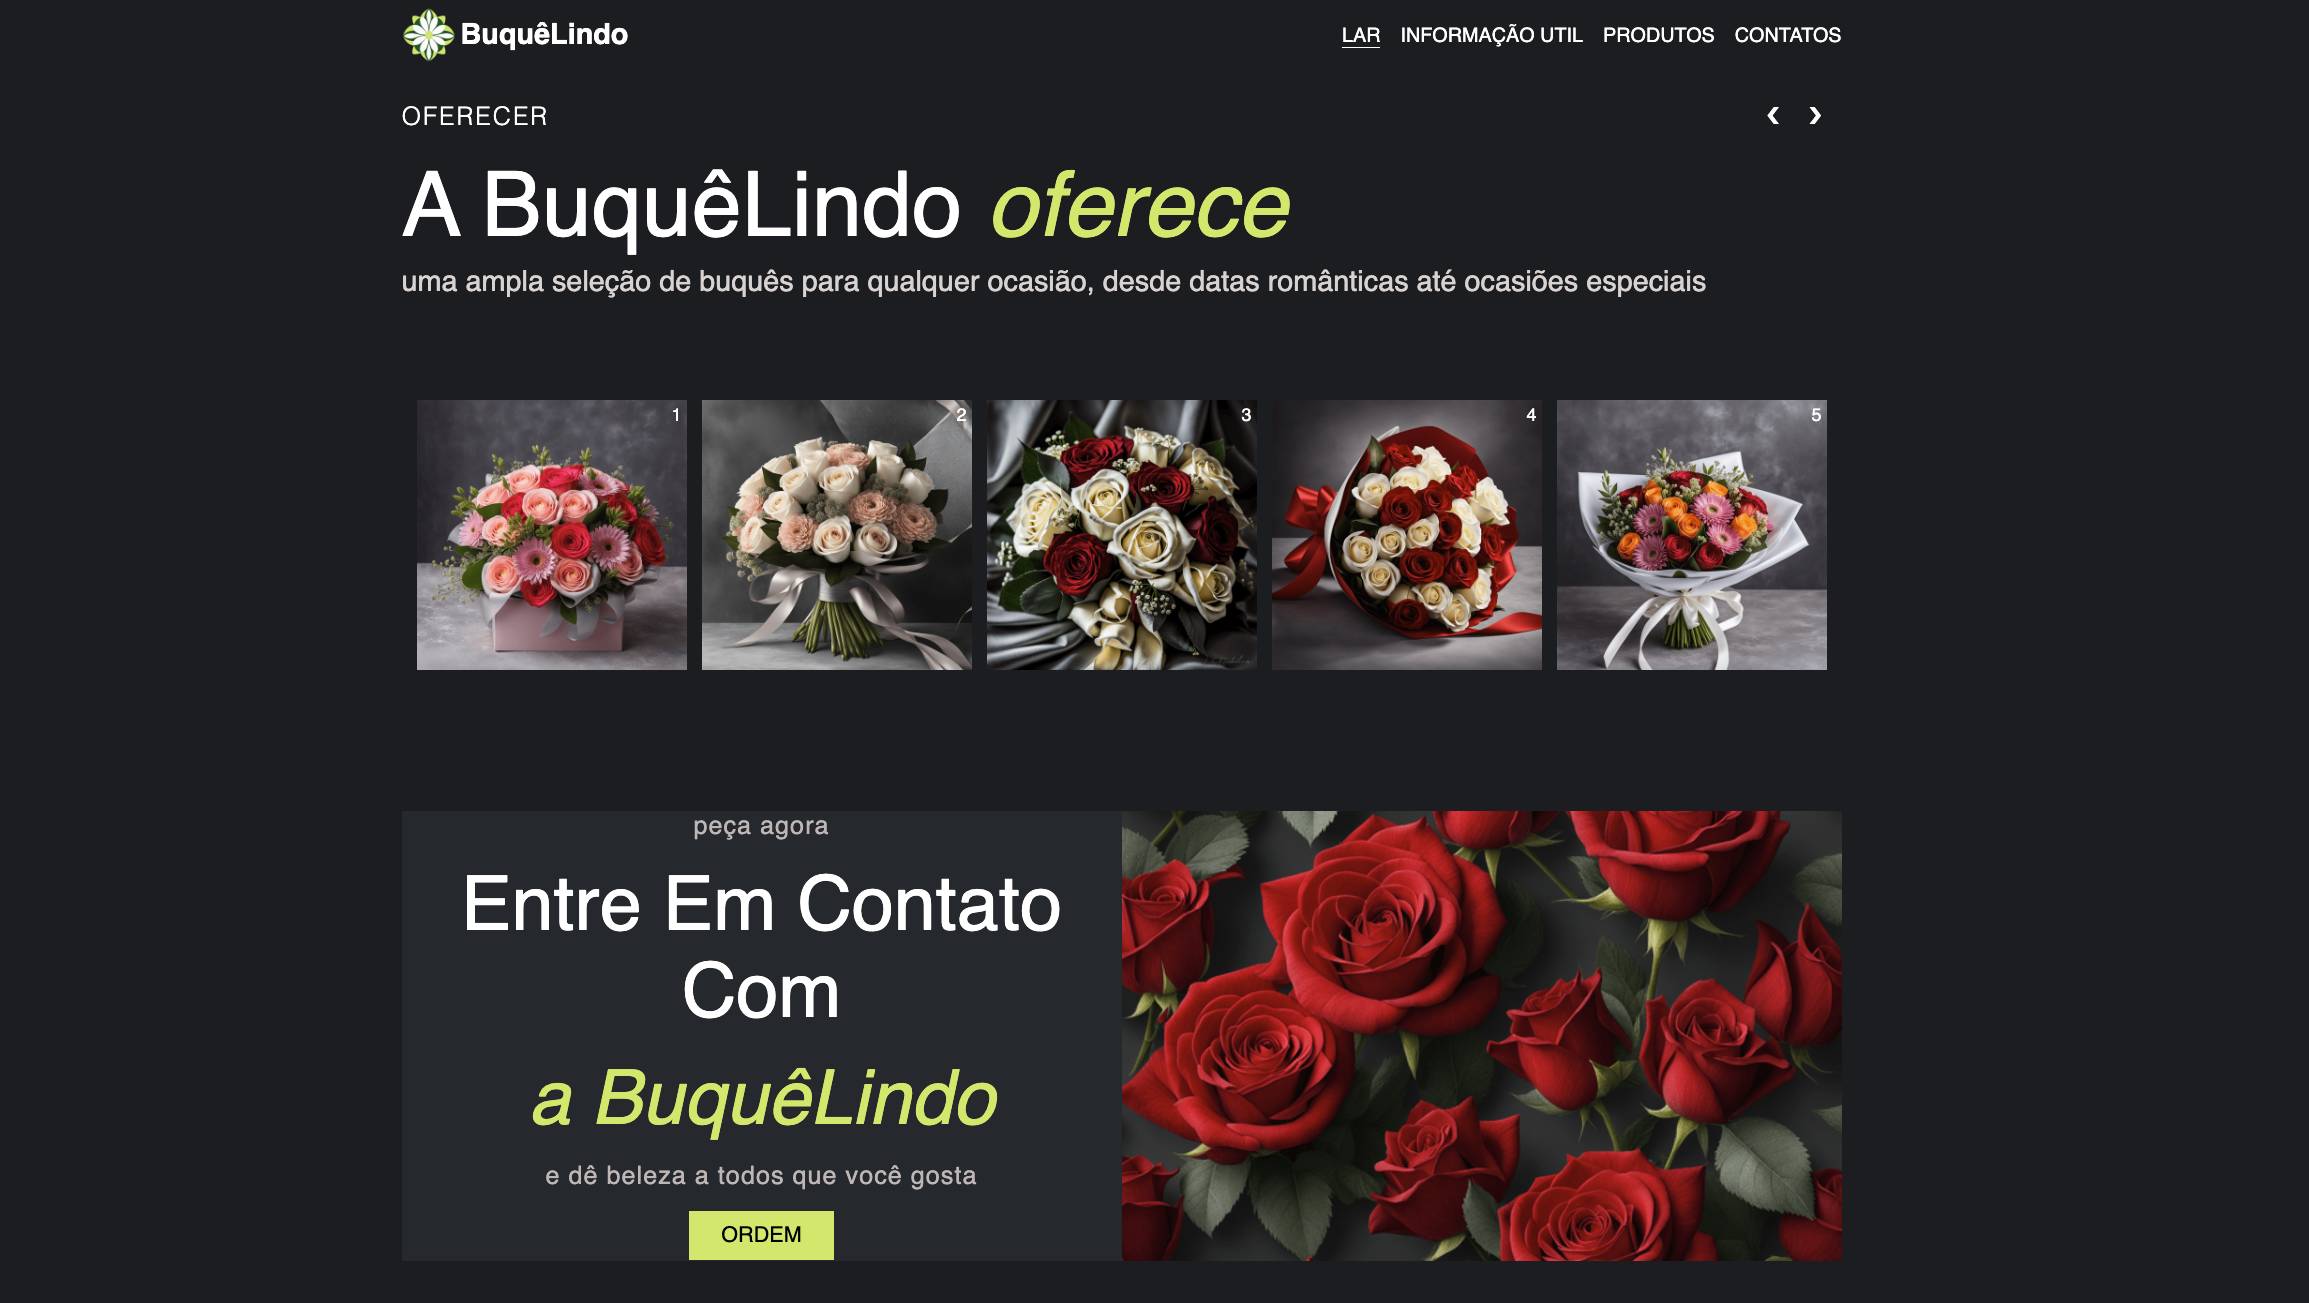 BuquêLindo
LAR INFORMAÇÃO UTIL PRODUTOS CONTATOS
OFERECER
❮ ❯
A BuquêLindo oferece
uma ampla seleção de buquês para qualquer ocasião, desde datas românticas até ocasiões especiais
1
2
3
4
5
peça agora
Entre Em Contato
Com
a BuquêLindo
e dê beleza a todos que você gosta
ORDEM